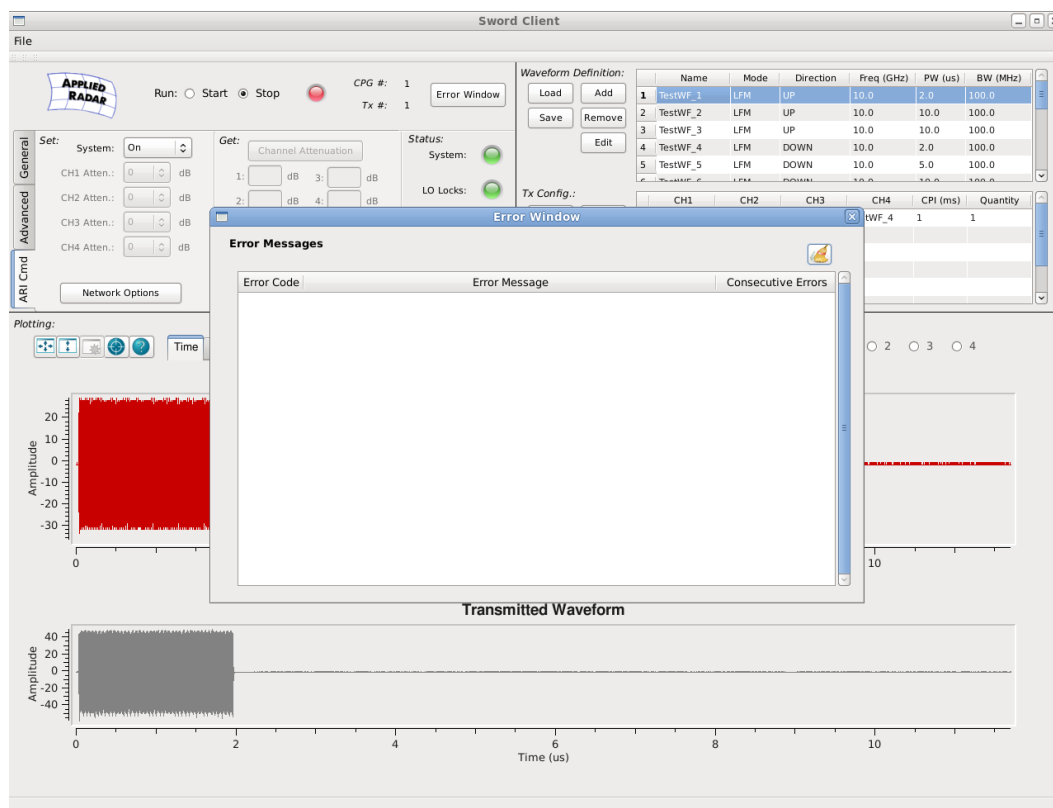 Sword Client
File
APPLIED
RADAR
Run: Start Stop
CPG #: 1
Tx #: 1
Error Window
Waveform Definition:
Load Add
Save Remove
Edit
Name Mode Direction Freq (GHz) PW (us) BW (MHz)
1 TestWF_1 LFM UP 10.0 2.0 100.0
2 TestWF_2 LFM UP 10.0 10.0 100.0
3 TestWF_3 LFM UP 10.0 10.0 100.0
4 TestWF_4 LFM DOWN 10.0 2.0 100.0
5 TestWF_5 LFM DOWN 10.0 5.0 100.0
General
Advanced
ARI Cmd
Set:
System: On
CH1 Atten.: 0 dB
CH2 Atten.: 0 dB
CH3 Atten.: 0 dB
CH4 Atten.: 0 dB
Network Options
Get:
Channel Attenuation
1: dB 3: dB
2: dB 4: dB
Status:
System:
LO Locks:
Tx Config.:
CH1 CH2 CH3 CH4 CPI (ms) Quantity
tWF_4 1 1
Error Window
Error Messages
Error Code Error Message Consecutive Errors
Plotting:
Time
2 3 4
Amplitude
20
10
0
-10
-20
-30
0 10
Transmitted Waveform
Amplitude
40
20
0
-20
-40
0 2 4 6 8 10
Time (us)